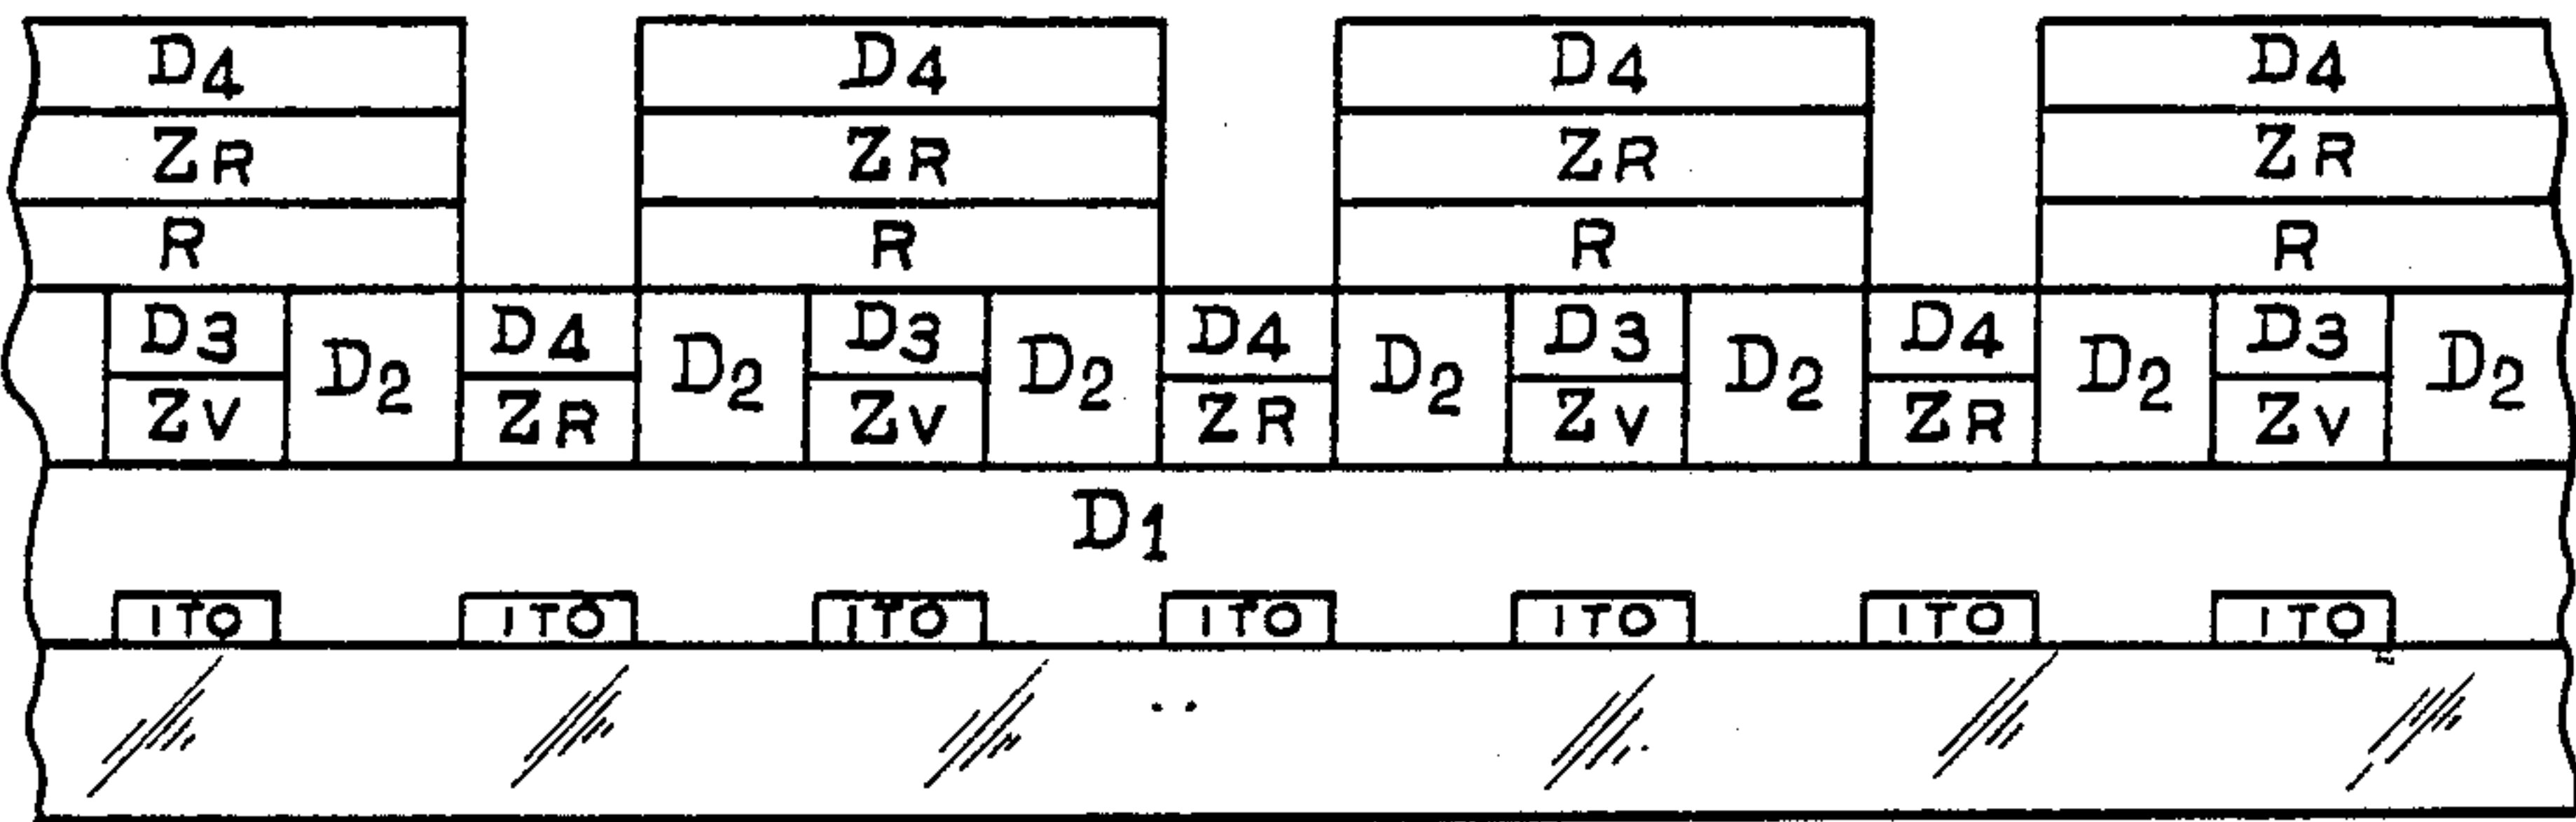 D4 D4 D4 D4
ZR ZR ZR ZR
R R R R
D3 D4 D3 D4 D3 D4 D3
D2 D2 D2 D2 D2 D2 D2
ZV ZR ZV ZR ZV ZR ZV
D1
ITO ITO ITO ITO ITO ITO ITO